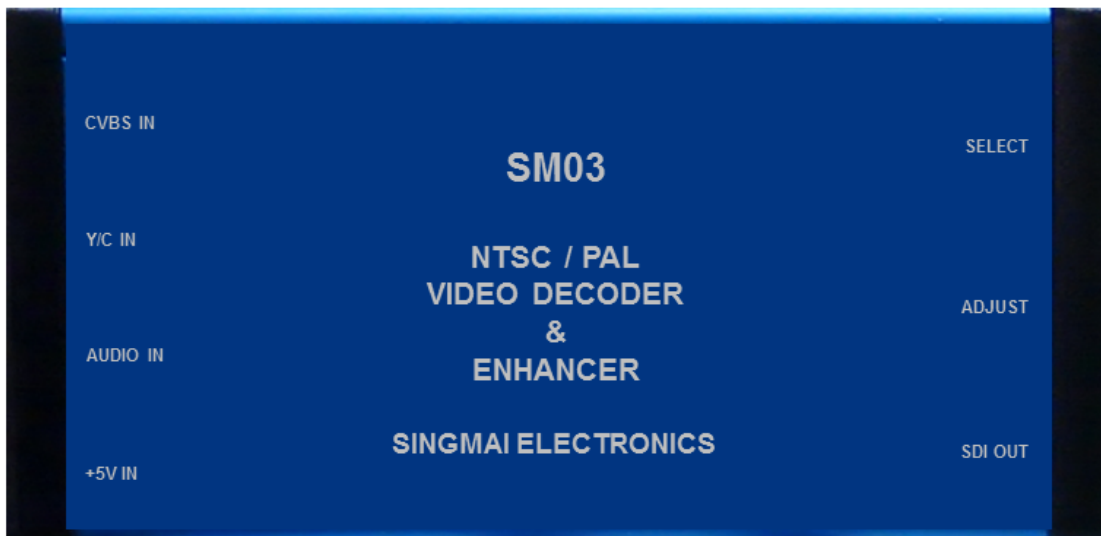 CVBS IN
SELECT
SM03
Y/C IN
NTSC / PAL
VIDEO DECODER
ADJUST
&
AUDIO IN
ENHANCER
SINGMAI ELECTRONICS
SDI OUT
+5V IN